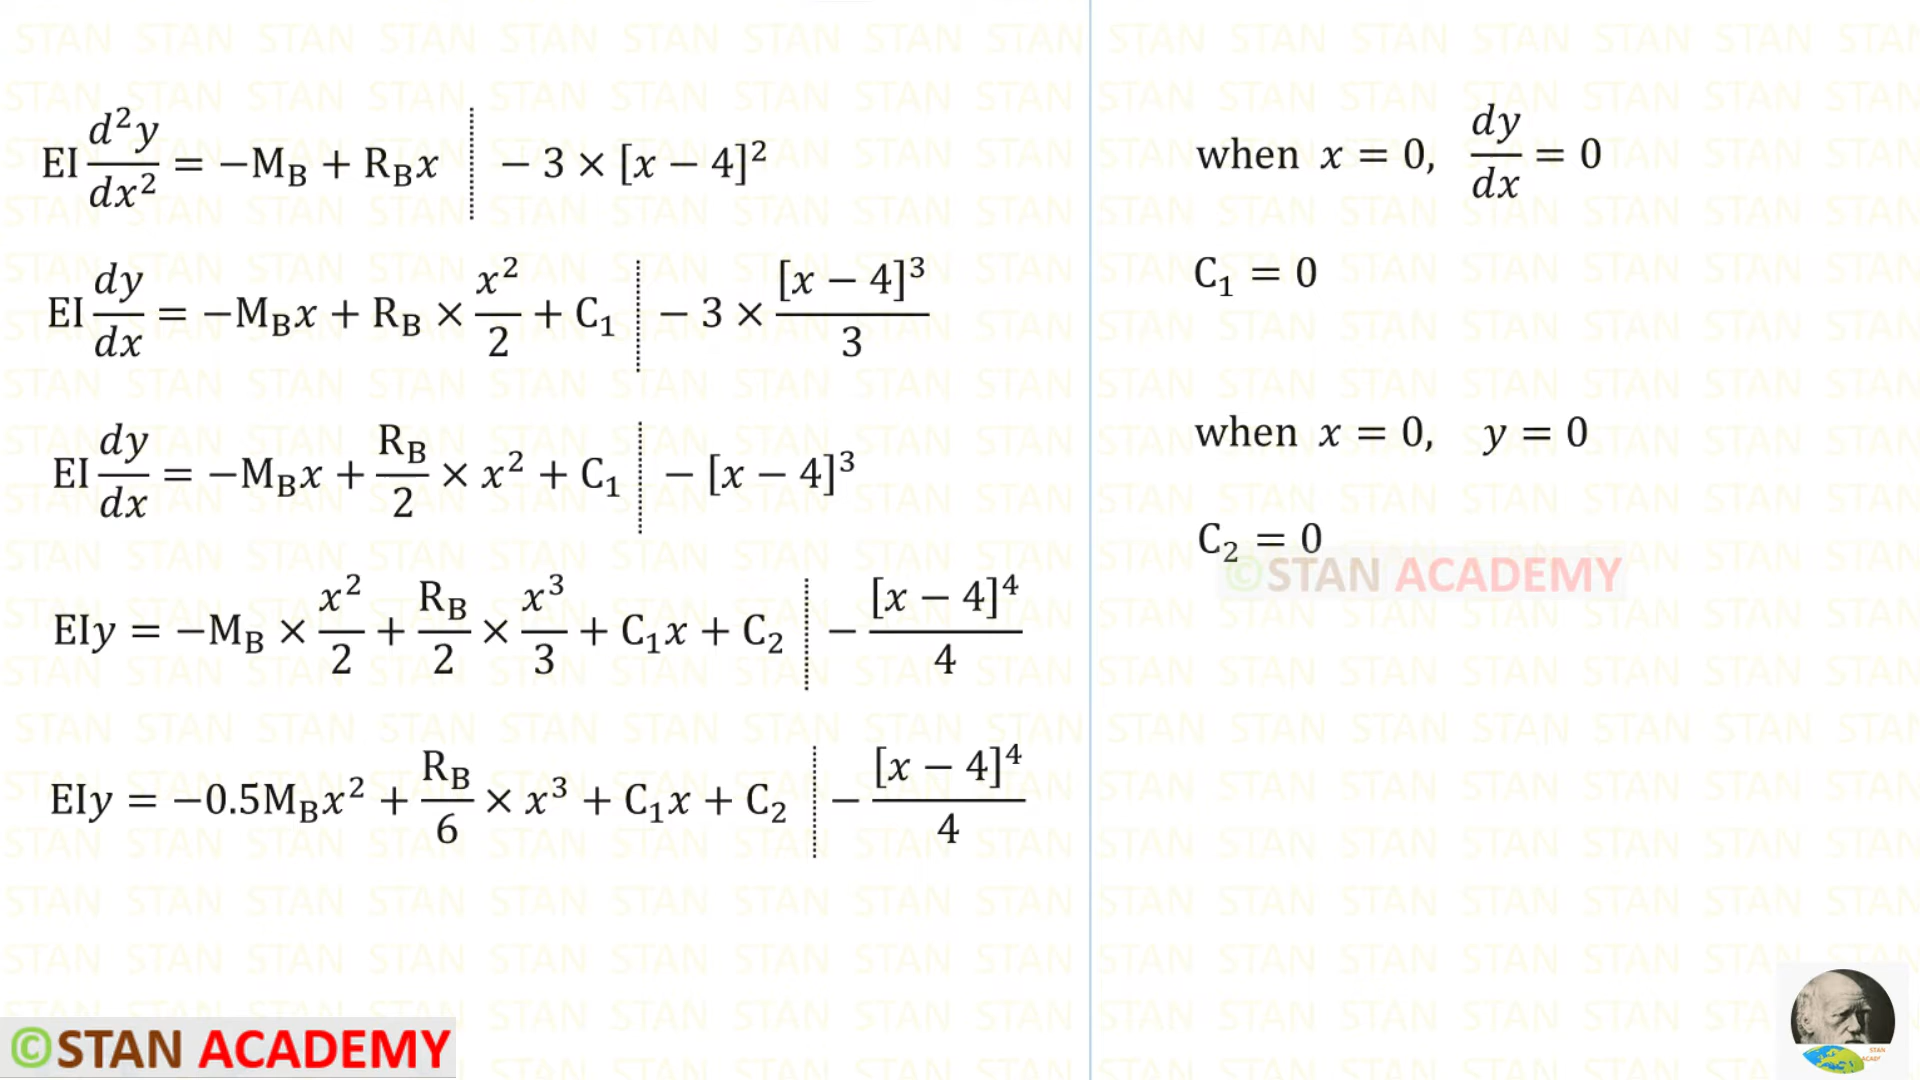 EI d²y/dx² = −M_B + R_B x ⋮ − 3 × [x − 4]²
EI dy/dx = −M_B x + R_B × x²/2 + C₁ ⋮ − 3 × [x − 4]³/3
EI dy/dx = −M_B x + R_B/2 × x² + C₁ ⋮ − [x − 4]³
EIy = −M_B × x²/2 + R_B/2 × x³/3 + C₁x + C₂ ⋮ − [x − 4]⁴/4
EIy = −0.5M_B x² + R_B/6 × x³ + C₁x + C₂ ⋮ − [x − 4]⁴/4
when x = 0, dy/dx = 0
C₁ = 0
when x = 0, y = 0
C₂ = 0
©STAN ACADEMY
©STAN ACADEMY